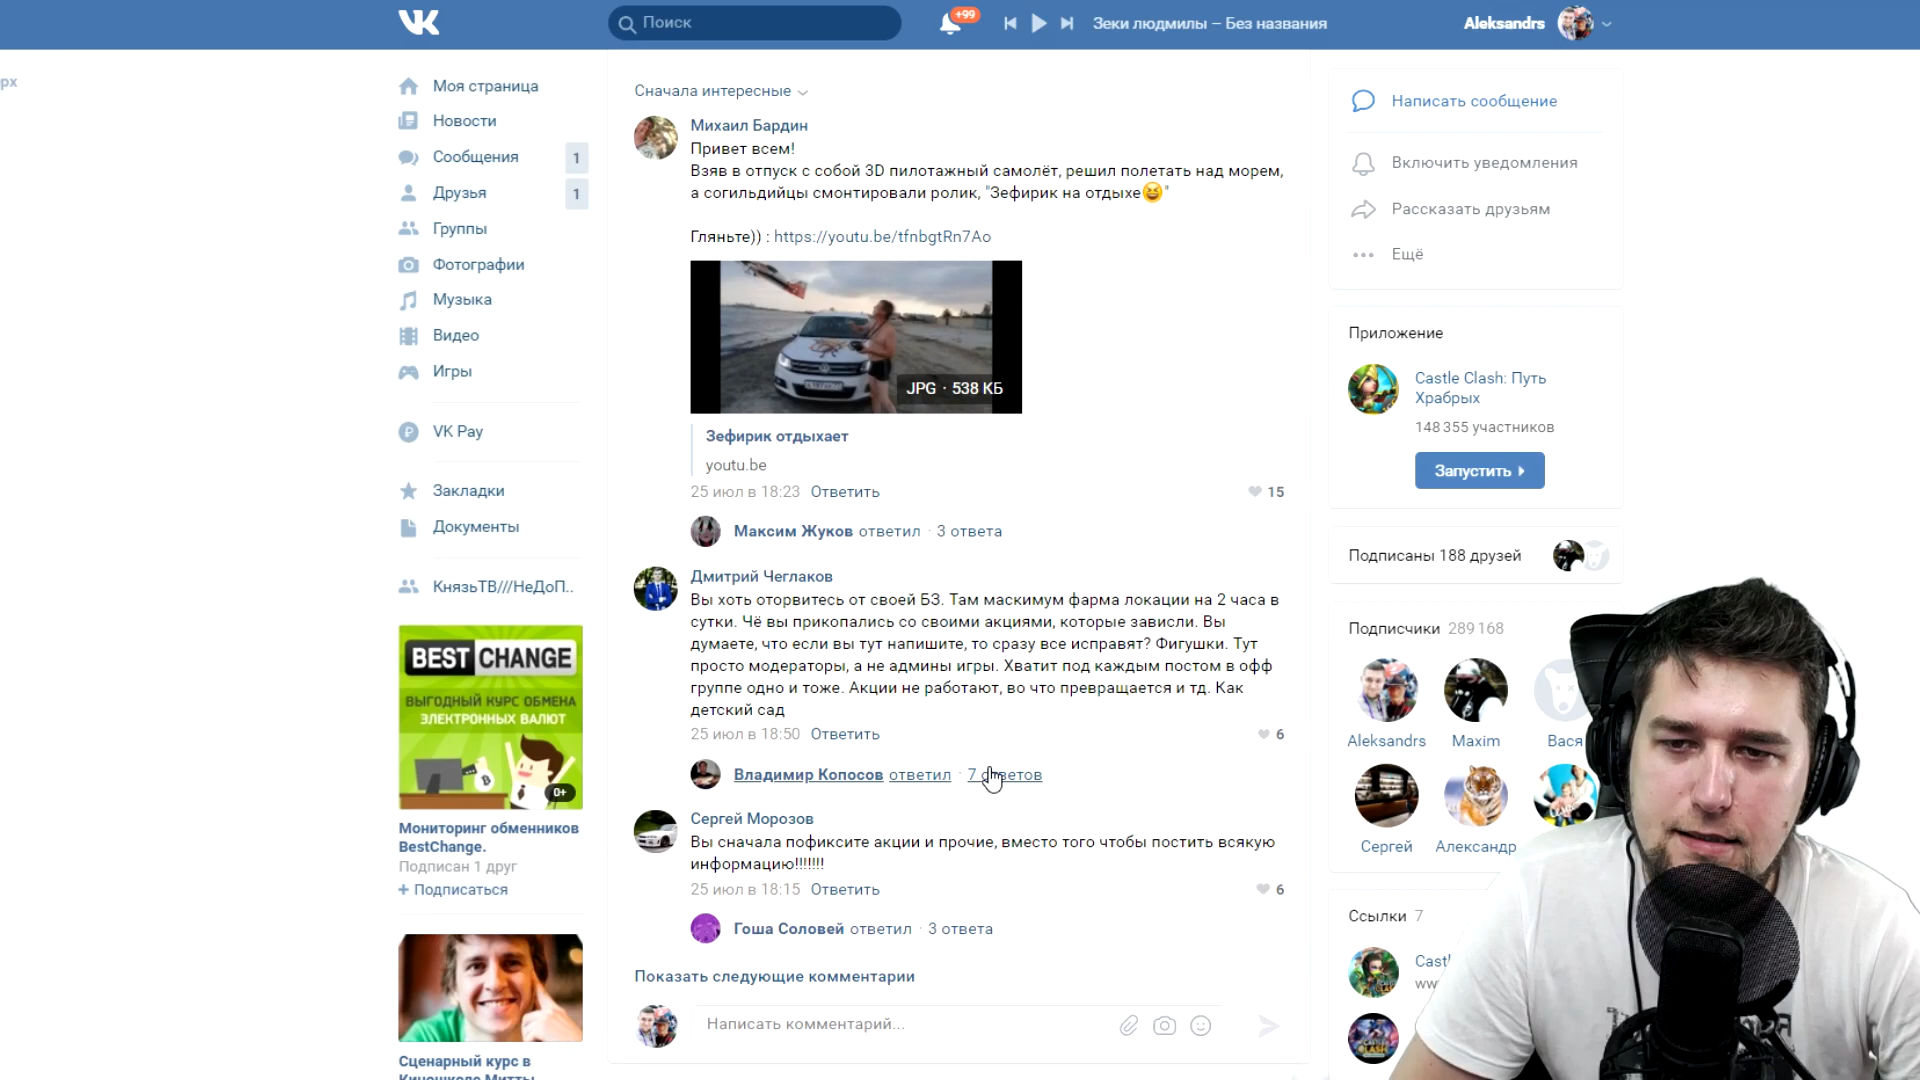 Поиск
+99
Зеки людмилы – Без названия
Aleksandrs
рх
Моя страница
Новости
Сообщения 1
Друзья 1
Группы
Фотографии
Музыка
Видео
Игры
VK Pay
Закладки
Документы
КнязьТВ///НеДоП..
BEST CHANGE
ВЫГОДНЫЙ КУРС ОБМЕНА
ЭЛЕКТРОННЫХ ВАЛЮТ
0+
Мониторинг обменников
BestChange.
Подписан 1 друг
+ Подписаться
Сценарный курс в
Киношколе Митты
Сначала интересные
Михаил Бардин
Привет всем!
Взяв в отпуск с собой 3D пилотажный самолёт, решил полетать над морем,
а согильдийцы смонтировали ролик, "Зефирик на отдыхе😆"
Гляньте)) : https://youtu.be/tfnbgtRn7Ao
JPG · 538 КБ
Зефирик отдыхает
youtu.be
25 июл в 18:23 Ответить
15
Максим Жуков ответил · 3 ответа
Дмитрий Чеглаков
Вы хоть оторвитесь от своей БЗ. Там маскимум фарма локации на 2 часа в
сутки. Чё вы прикопались со своими акциями, которые зависли. Вы
думаете, что если вы тут напишите, то сразу все исправят? Фигушки. Тут
просто модераторы, а не админы игры. Хватит под каждым постом в офф
группе одно и тоже. Акции не работают, во что превращается и тд. Как
детский сад
25 июл в 18:50 Ответить
6
Владимир Копосов ответил · 7 ответов
Сергей Морозов
Вы сначала пофиксите акции и прочие, вместо того чтобы постить всякую
информацию!!!!!!!
25 июл в 18:15 Ответить
6
Гоша Соловей ответил · 3 ответа
Показать следующие комментарии
Написать комментарий...
Написать сообщение
Включить уведомления
Рассказать друзьям
Ещё
Приложение
Castle Clash: Путь
Храбрых
148 355 участников
Запустить
Подписаны 188 друзей
Подписчики 289 168
Aleksandrs Maxim Вася
Сергей Александр
Ссылки 7